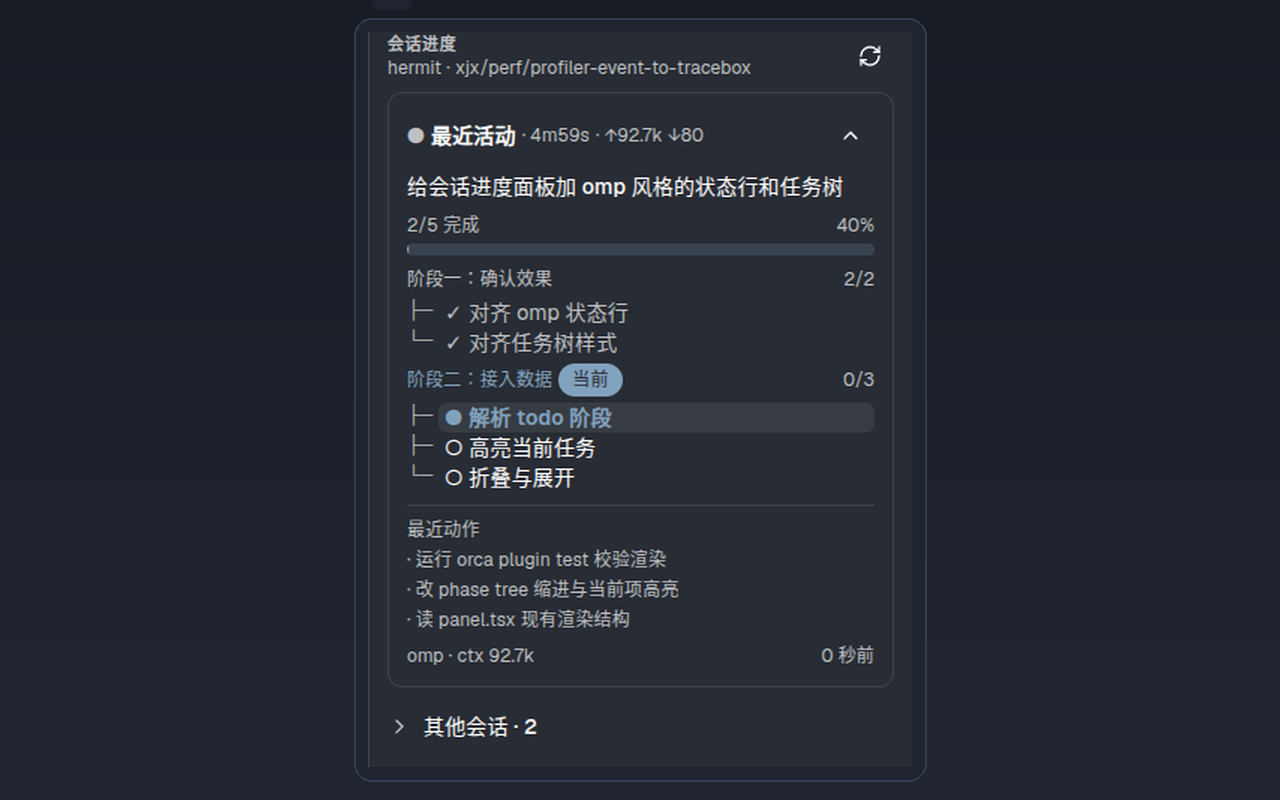 会话进度
hermit · xjx/perf/profiler-event-to-tracebox
最近活动 · 4m59s · ↑92.7k ↓80
给会话进度面板加 omp 风格的状态行和任务树
2/5 完成 40%
阶段一：确认效果 2/2
├─ ✓ 对齐 omp 状态行
└─ ✓ 对齐任务树样式
阶段二：接入数据 当前 0/3
├─ ● 解析 todo 阶段
├─ ○ 高亮当前任务
└─ ○ 折叠与展开
最近动作
· 运行 orca plugin test 校验渲染
· 改 phase tree 缩进与当前项高亮
· 读 panel.tsx 现有渲染结构
omp · ctx 92.7k 0 秒前
其他会话 · 2